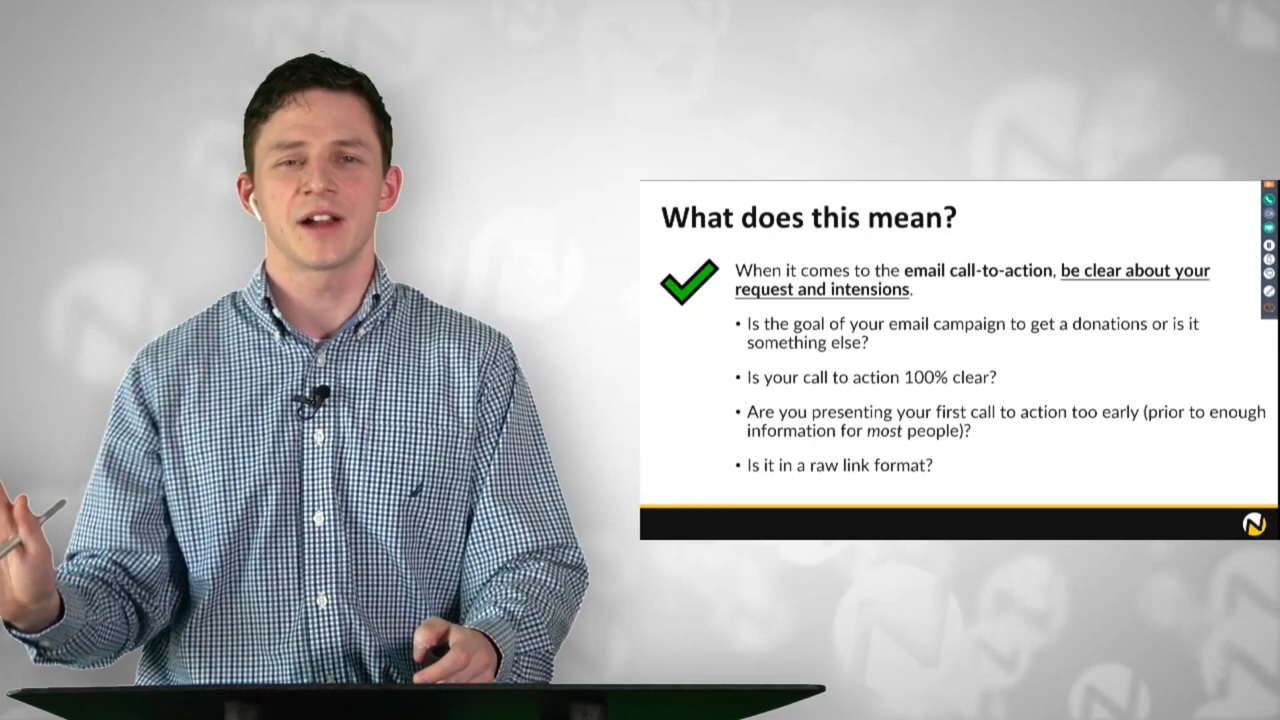 What does this mean?
When it comes to the email call-to-action, be clear about your
request and intensions.
• Is the goal of your email campaign to get a donations or is it
something else?
• Is your call to action 100% clear?
• Are you presenting your first call to action too early (prior to enough
information for most people)?
• Is it in a raw link format?